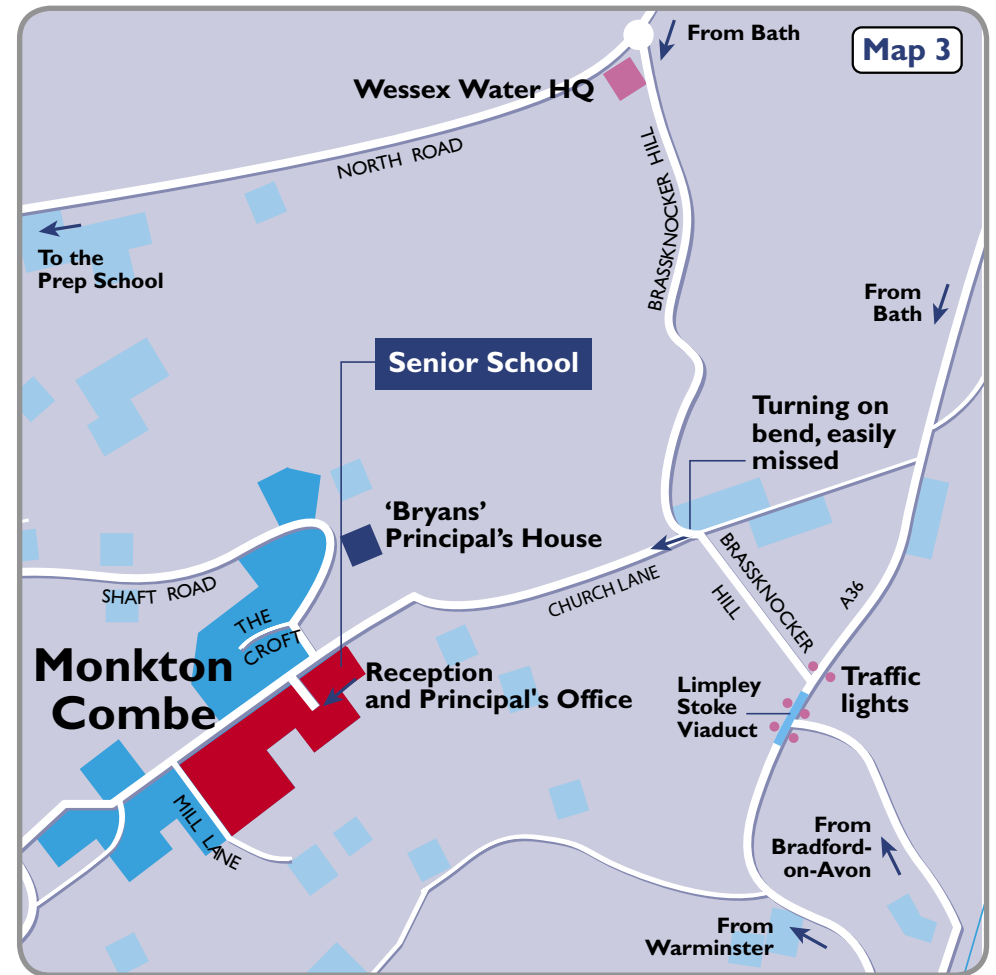 From Bath
Map 3
Wessex Water HQ
NORTH ROAD
BRASSKNOCKER HILL
To the
Prep School
From
Bath
Senior School
Turning on
bend, easily
missed
‘Bryans’
Principal’s House
SHAFT ROAD
CHURCH LANE
BRASSKNOCKER
HILL
A36
THE
CROFT
Monkton
Combe
Reception
and Principal's Office
Limpley
Stoke
Viaduct
Traffic
lights
MILL LANE
From
Bradford-
on-Avon
From
Warminster